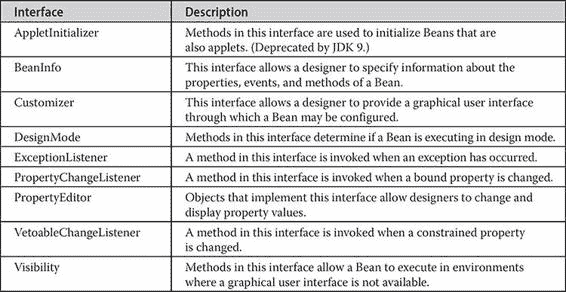 Interface Description
AppletInitializer Methods in this interface are used to initialize Beans that are
also applets. (Deprecated by JDK 9.)
BeanInfo This interface allows a designer to specify information about the
properties, events, and methods of a Bean.
Customizer This interface allows a designer to provide a graphical user interface
through which a Bean may be configured.
DesignMode Methods in this interface determine if a Bean is executing in design mode.
ExceptionListener A method in this interface is invoked when an exception has occurred.
PropertyChangeListener A method in this interface is invoked when a bound property is changed.
PropertyEditor Objects that implement this interface allow designers to change and
display property values.
VetoableChangeListener A method in this interface is invoked when a constrained property
is changed.
Visibility Methods in this interface allow a Bean to execute in environments
where a graphical user interface is not available.